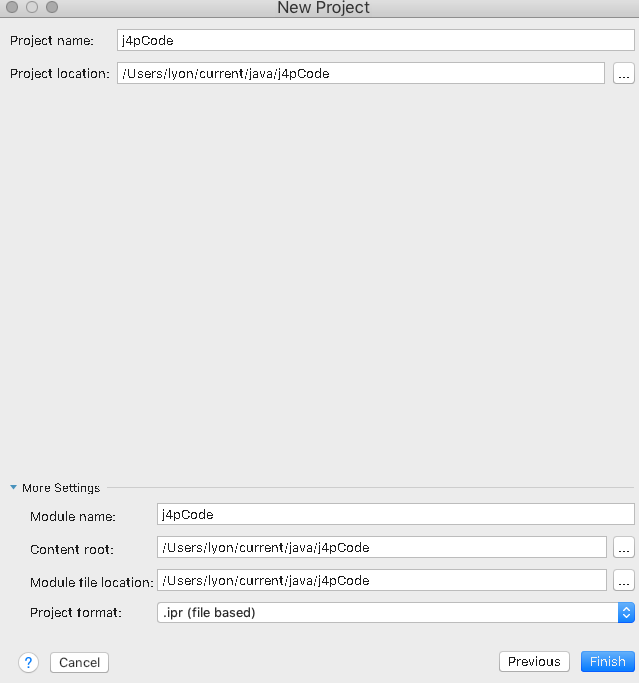 New Project
Project name: j4pCode
Project location: /Users/lyon/current/java/j4pCode ...
More Settings
Module name: j4pCode
Content root: /Users/lyon/current/java/j4pCode ...
Module file location: /Users/lyon/current/java/j4pCode ...
Project format: .ipr (file based)
? Cancel Previous Finish